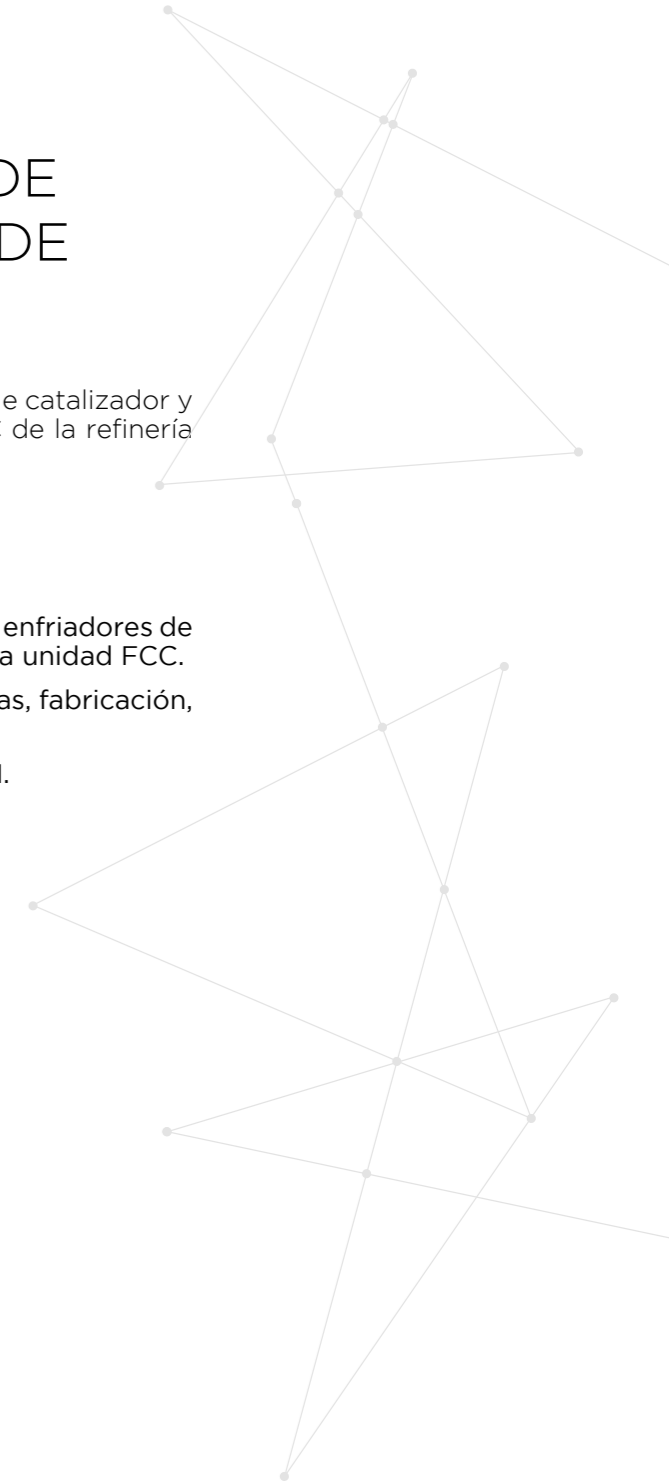 DE
DE
e catalizador y
de la refinería
enfriadores de
a unidad FCC.
as, fabricación,